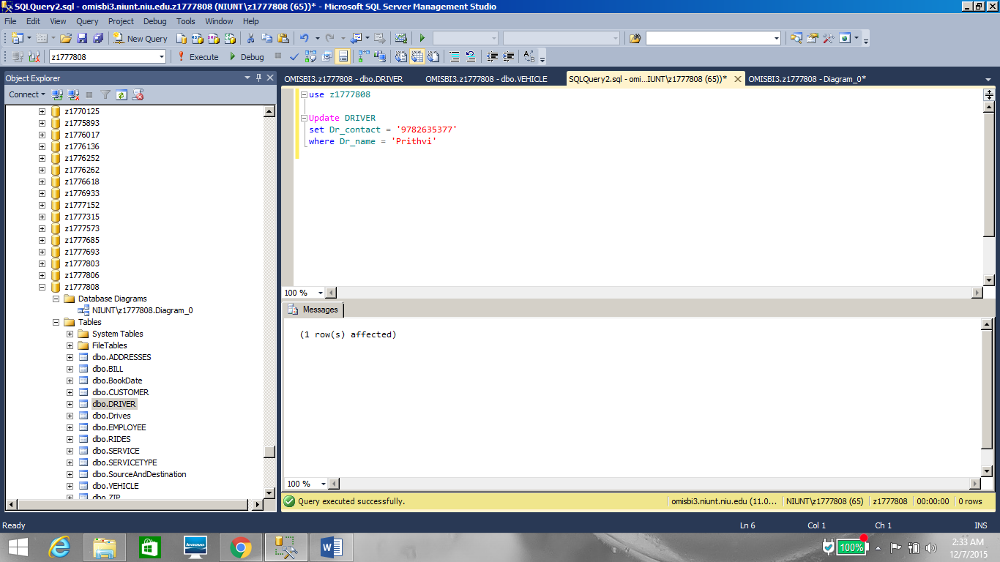 SQLQuery2.sql - omisbi3.niunt.niu.edu.z1777808 (NIUNT\z1777808 (65))* - Microsoft SQL Server Management Studio
File Edit View Query Project Debug Tools Window Help
New Query
z1777808 Execute Debug
Object Explorer
Connect
z1770125
z1775893
z1776017
z1776136
z1776252
z1776262
z1776618
z1776933
z1777152
z1777315
z1777573
z1777685
z1777693
z1777803
z1777806
z1777808
Database Diagrams
NIUNT\z1777808.Diagram_0
Tables
System Tables
FileTables
dbo.ADDRESSES
dbo.BILL
dbo.BookDate
dbo.CUSTOMER
dbo.DRIVER
dbo.Drives
dbo.EMPLOYEE
dbo.RIDES
dbo.SERVICE
dbo.SERVICETYPE
dbo.SourceAndDestination
dbo.VEHICLE
dbo.ZIP
OMISBI3.z1777808 - dbo.DRIVER OMISBI3.z1777808 - dbo.VEHICLE SQLQuery2.sql - omi...IUNT\z1777808 (65))* OMISBI3.z1777808 - Diagram_0*
use z1777808
Update DRIVER
set Dr_contact = '9782635377'
where Dr_name = 'Prithvi'
100 %
Messages
(1 row(s) affected)
100 %
Query executed successfully. omisbi3.niunt.niu.edu (11.0... NIUNT\z1777808 (65) z1777808 00:00:00 0 rows
Ready Ln 6 Col 1 Ch 1 INS
lenovo 100% 2:33 AM
12/7/2015